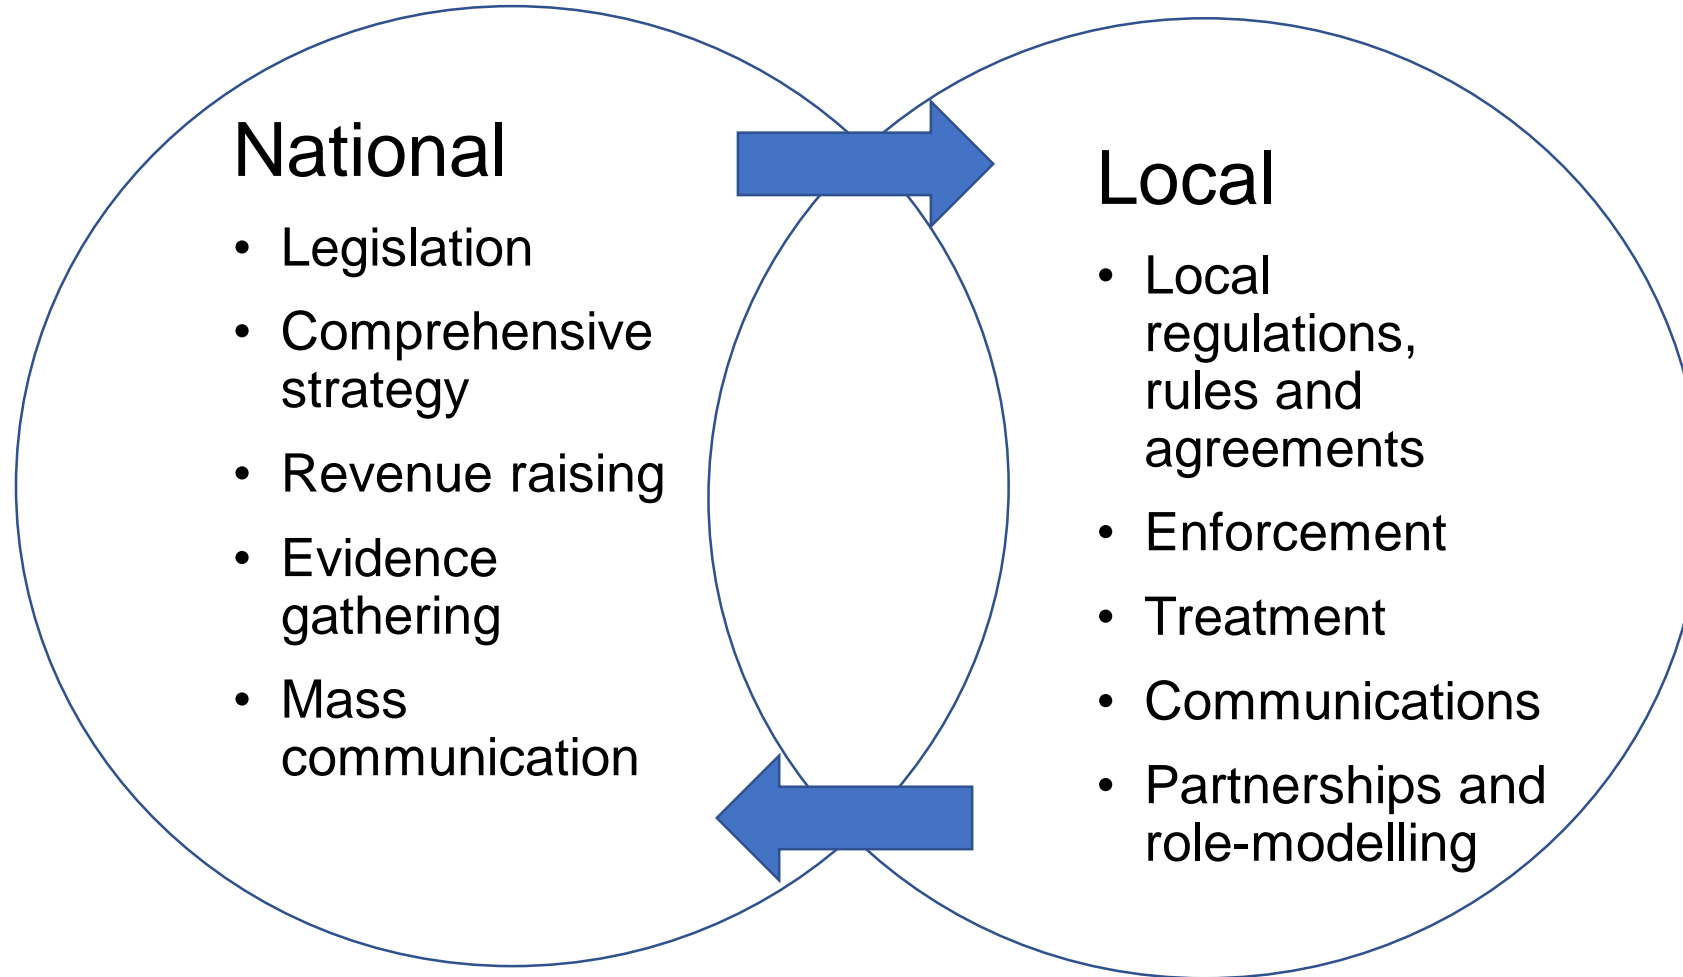 National
• Legislation
• Comprehensive
strategy
• Revenue raising
• Evidence
gathering
• Mass
communication
Local
• Local
regulations,
rules and
agreements
• Enforcement
• Treatment
• Communications
• Partnerships and
role-modelling